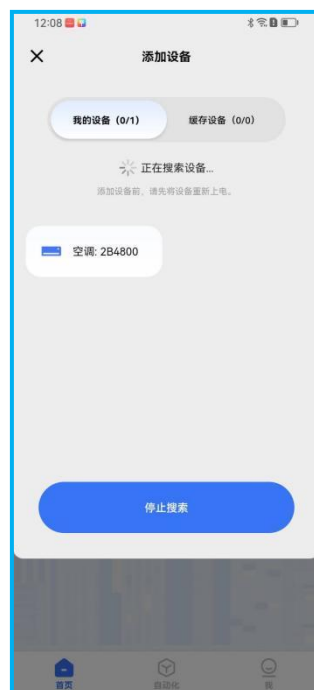 12:08
添加设备
我的设备（0/1） 缓存设备（0/0）
正在搜索设备...
添加设备前，请先将设备重新上电。
空调: 2B4800
停止搜索
首页 自动化 我